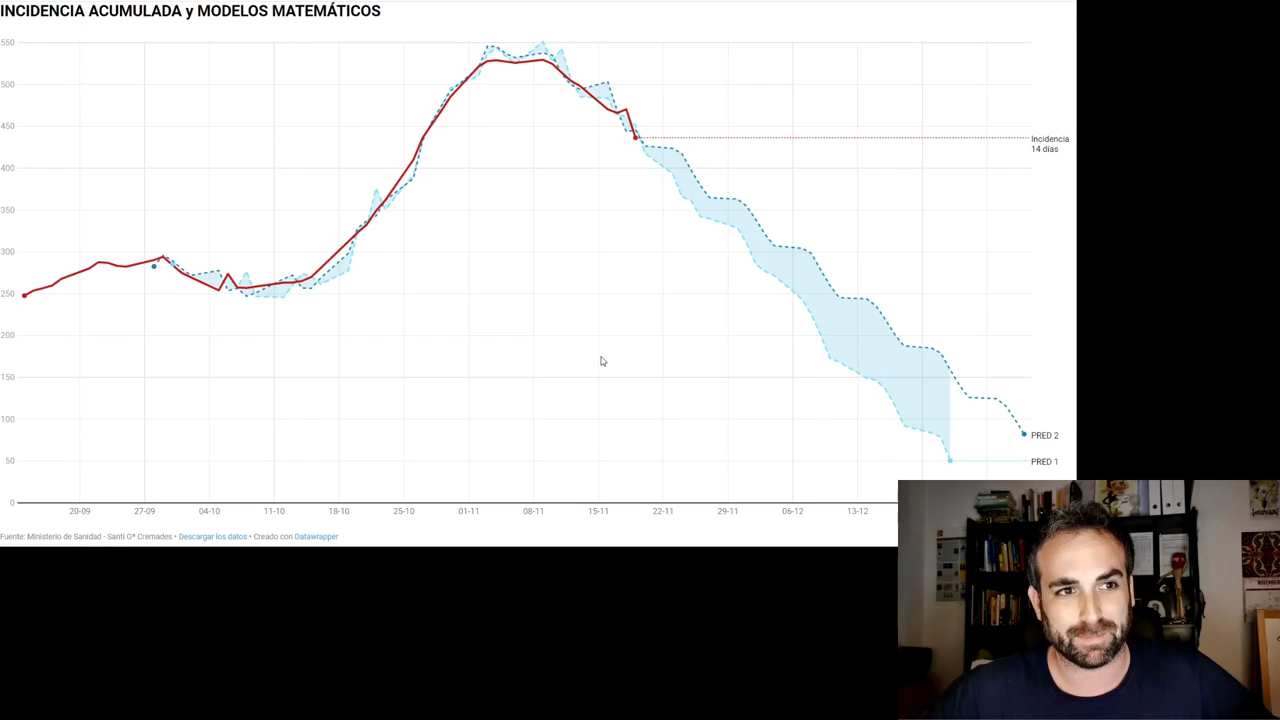 INCIDENCIA ACUMULADA y MODELOS MATEMÁTICOS
550
500
450
400
350
300
250
200
150
100
50
0
Incidencia
14 días
PRED 2
PRED 1
20-09 27-09 04-10 11-10 18-10 25-10 01-11 08-11 15-11 22-11 29-11 06-12 13-12
Fuente: Ministerio de Sanidad - Santi Gª Cremades • Descargar los datos • Creado con Datawrapper